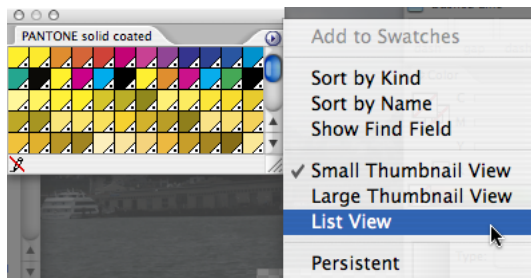 PANTONE solid coated
Add to Swatches
Sort by Kind
Sort by Name
Show Find Field
✓ Small Thumbnail View
Large Thumbnail View
List View
Persistent